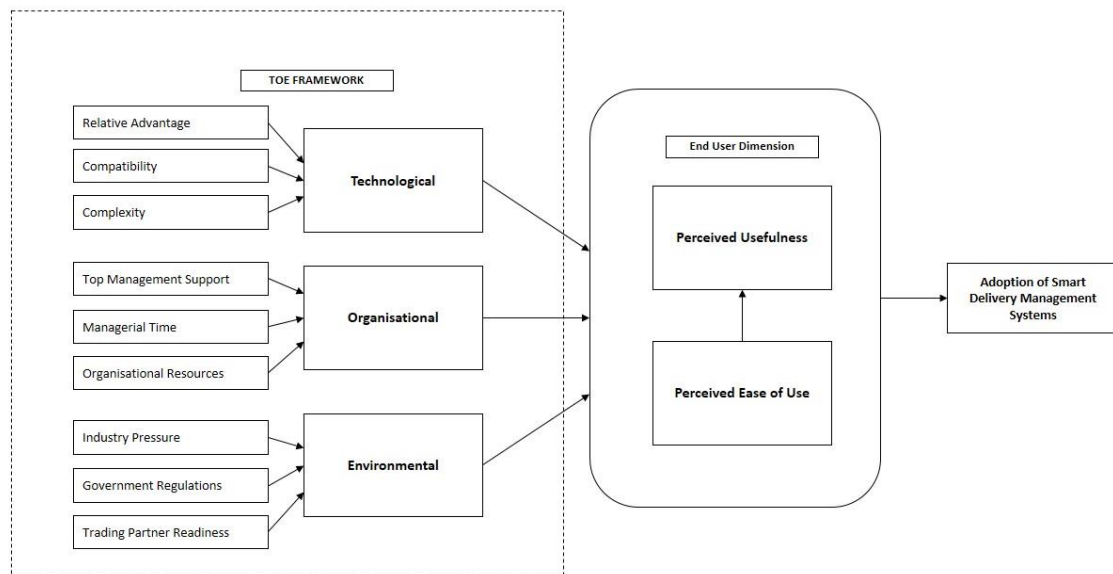 TOE FRAMEWORK
Relative Advantage
Compatibility
Complexity
Technological
Top Management Support
Managerial Time
Organisational Resources
Organisational
Industry Pressure
Government Regulations
Trading Partner Readiness
Environmental
End User Dimension
Perceived Usefulness
Perceived Ease of Use
Adoption of Smart
Delivery Management
Systems